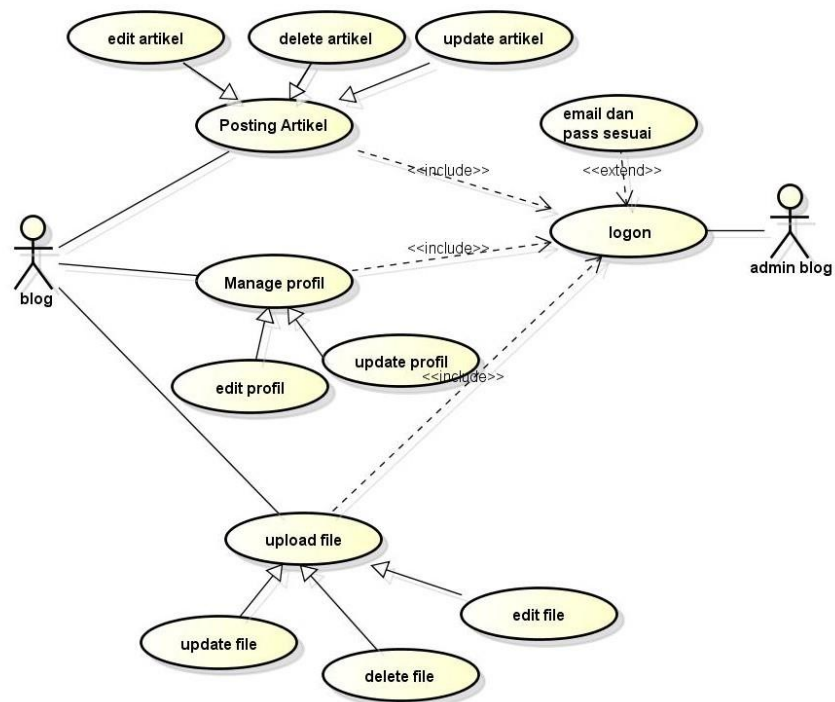 edit artikel
delete artikel
update artikel
Posting Artikel
email dan
pass sesuai
<<include>>
<<extend>>
logon
<<include>>
blog
admin blog
Manage profil
update profil
<<include>>
edit profil
upload file
edit file
update file
delete file